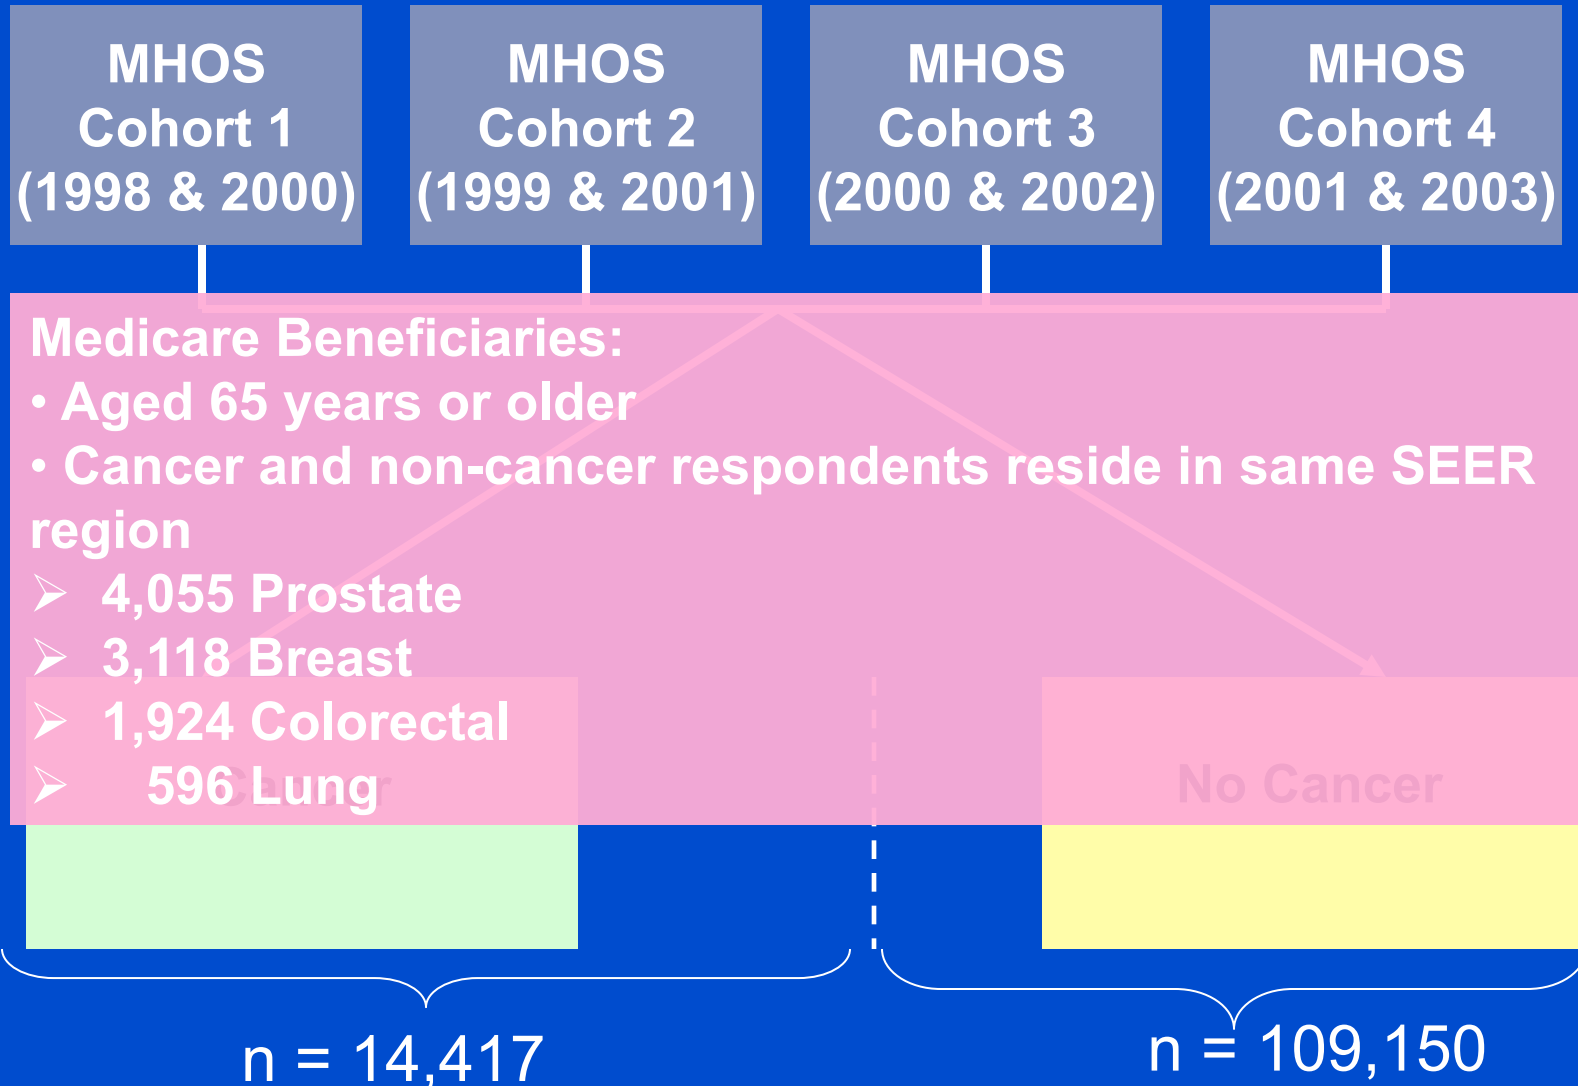 MHOS
Cohort 1
(1998 & 2000)
MHOS
Cohort 2
(1999 & 2001)
MHOS
Cohort 3
(2000 & 2002)
MHOS
Cohort 4
(2001 & 2003)
Medicare Beneficiaries:
• Aged 65 years or older
• Cancer and non-cancer respondents reside in same SEER
region
➢ 4,055 Prostate
➢ 3,118 Breast
➢ 1,924 Colorectal
➢ 596 Lung
Cancer
No Cancer
n = 14,417
n = 109,150